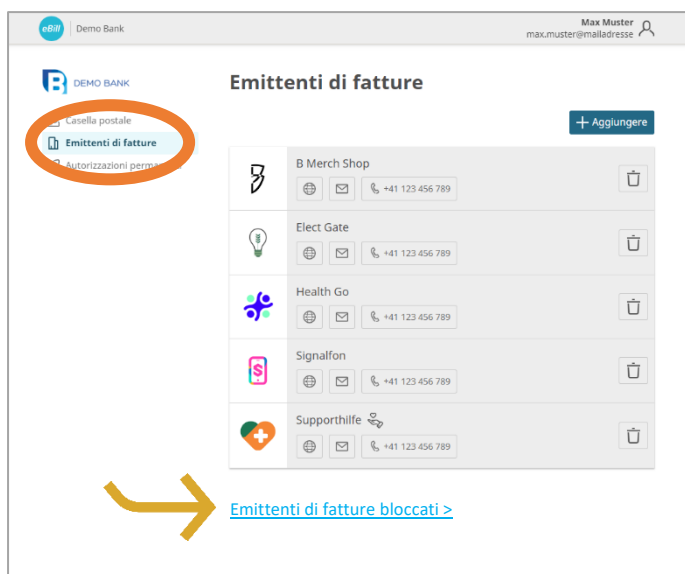 eBill Demo Bank
Max Muster
max.muster@mailadresse
DEMO BANK
Casella postale
Emittenti di fatture
Autorizzazioni
Emittenti di fatture
+ Aggiungere
B Merch Shop
+41 123 456 789
Elect Gate
+41 123 456 789
Health Go
+41 123 456 789
Signalfon
+41 123 456 789
Supporthilfe
+41 123 456 789
Emittenti di fatture bloccati >